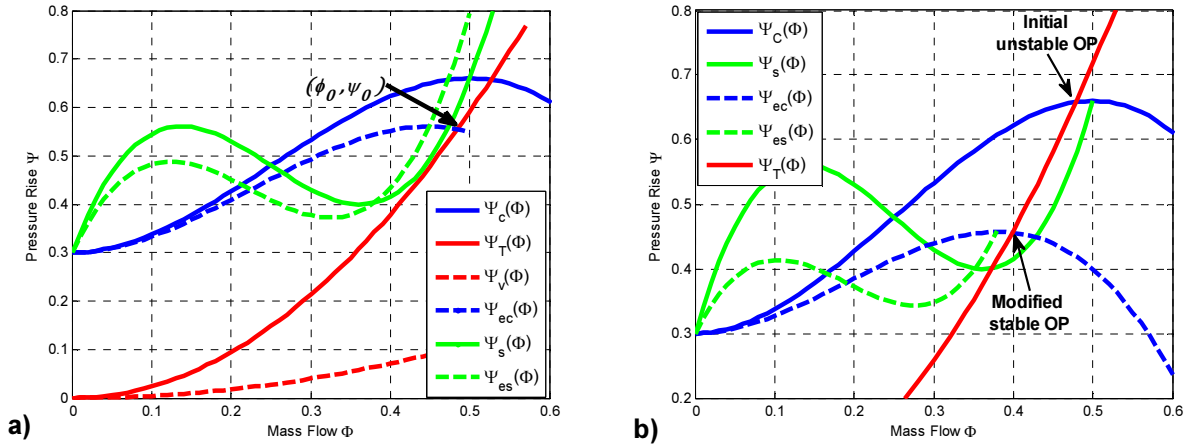 0.8
0.7
0.6
0.5
0.4
0.3
0.2
0.1
0
Pressure Rise Ψ
(ϕ₀,ψ₀)
Ψc(Φ)
ΨT(Φ)
Ψv(Φ)
Ψec(Φ)
Ψs(Φ)
Ψes(Φ)
0 0.1 0.2 0.3 0.4 0.5 0.6
Mass Flow Φ
a)
0.8
0.7
0.6
0.5
0.4
0.3
0.2
Pressure Rise Ψ
ΨC(Φ)
Ψs(Φ)
Ψec(Φ)
Ψes(Φ)
ΨT(Φ)
Initial
unstable OP
Modified
stable OP
0 0.1 0.2 0.3 0.4 0.5 0.6
Mass Flow Φ
b)